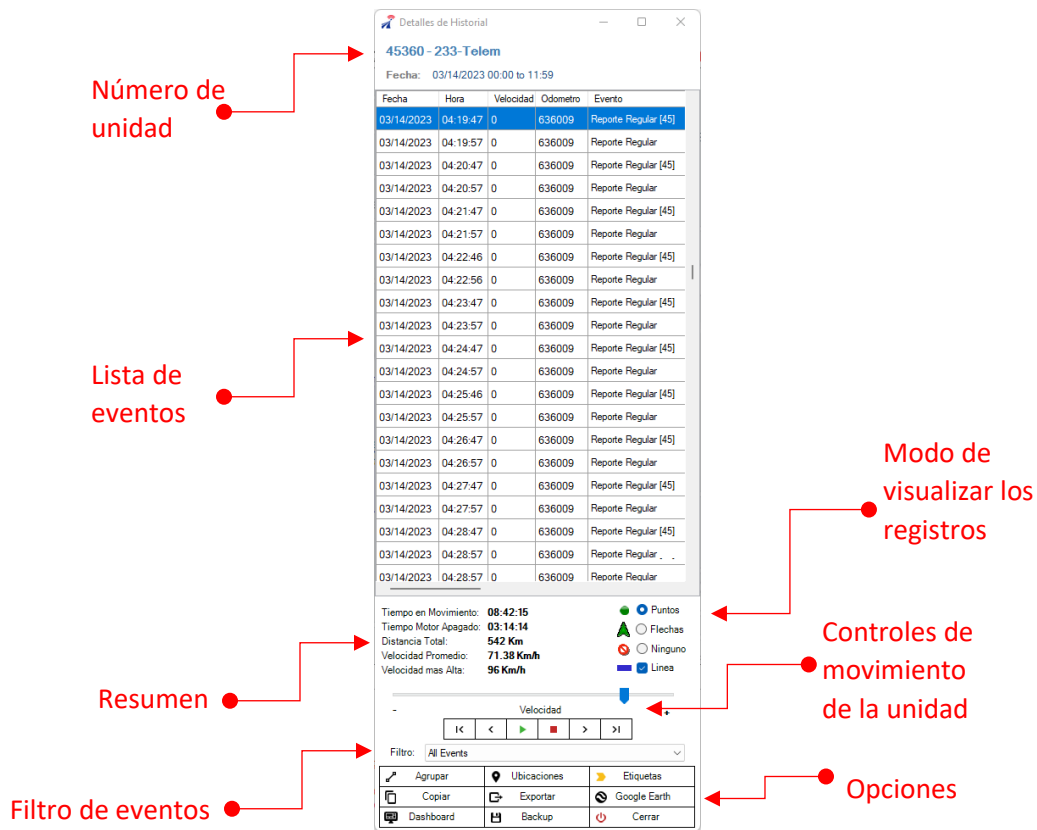 Detalles de Historial
45360 - 233-Telem
Fecha: 03/14/2023 00:00 to 11:59
Número de
unidad
Fecha Hora Velocidad Odometro Evento
03/14/2023 04:19:47 0 636009 Reporte Regular [45]
03/14/2023 04:19:57 0 636009 Reporte Regular
03/14/2023 04:20:47 0 636009 Reporte Regular [45]
03/14/2023 04:20:57 0 636009 Reporte Regular
03/14/2023 04:21:47 0 636009 Reporte Regular [45]
03/14/2023 04:21:57 0 636009 Reporte Regular
03/14/2023 04:22:46 0 636009 Reporte Regular [45]
03/14/2023 04:22:56 0 636009 Reporte Regular
03/14/2023 04:23:47 0 636009 Reporte Regular [45]
03/14/2023 04:23:57 0 636009 Reporte Regular
03/14/2023 04:24:47 0 636009 Reporte Regular [45]
03/14/2023 04:24:57 0 636009 Reporte Regular
03/14/2023 04:25:46 0 636009 Reporte Regular [45]
03/14/2023 04:25:57 0 636009 Reporte Regular
03/14/2023 04:26:47 0 636009 Reporte Regular [45]
03/14/2023 04:26:57 0 636009 Reporte Regular
03/14/2023 04:27:47 0 636009 Reporte Regular [45]
03/14/2023 04:27:57 0 636009 Reporte Regular
03/14/2023 04:28:47 0 636009 Reporte Regular [45]
03/14/2023 04:28:57 0 636009 Reporte Regular
03/14/2023 04:28:57 0 636009 Reporte Regular
Lista de
eventos
Modo de
visualizar los
registros
Tiempo en Movimiento: 08:42:15
Tiempo Motor Apagado: 03:14:14
Distancia Total: 542 Km
Velocidad Promedio: 71.38 Km/h
Velocidad mas Alta: 96 Km/h
Puntos
Flechas
Ninguno
Linea
Resumen
Controles de
movimiento
de la unidad
- Velocidad +
Filtro: All Events
Filtro de eventos
Agrupar Ubicaciones Etiquetas
Copiar Exportar Google Earth
Dashboard Backup Cerrar
Opciones